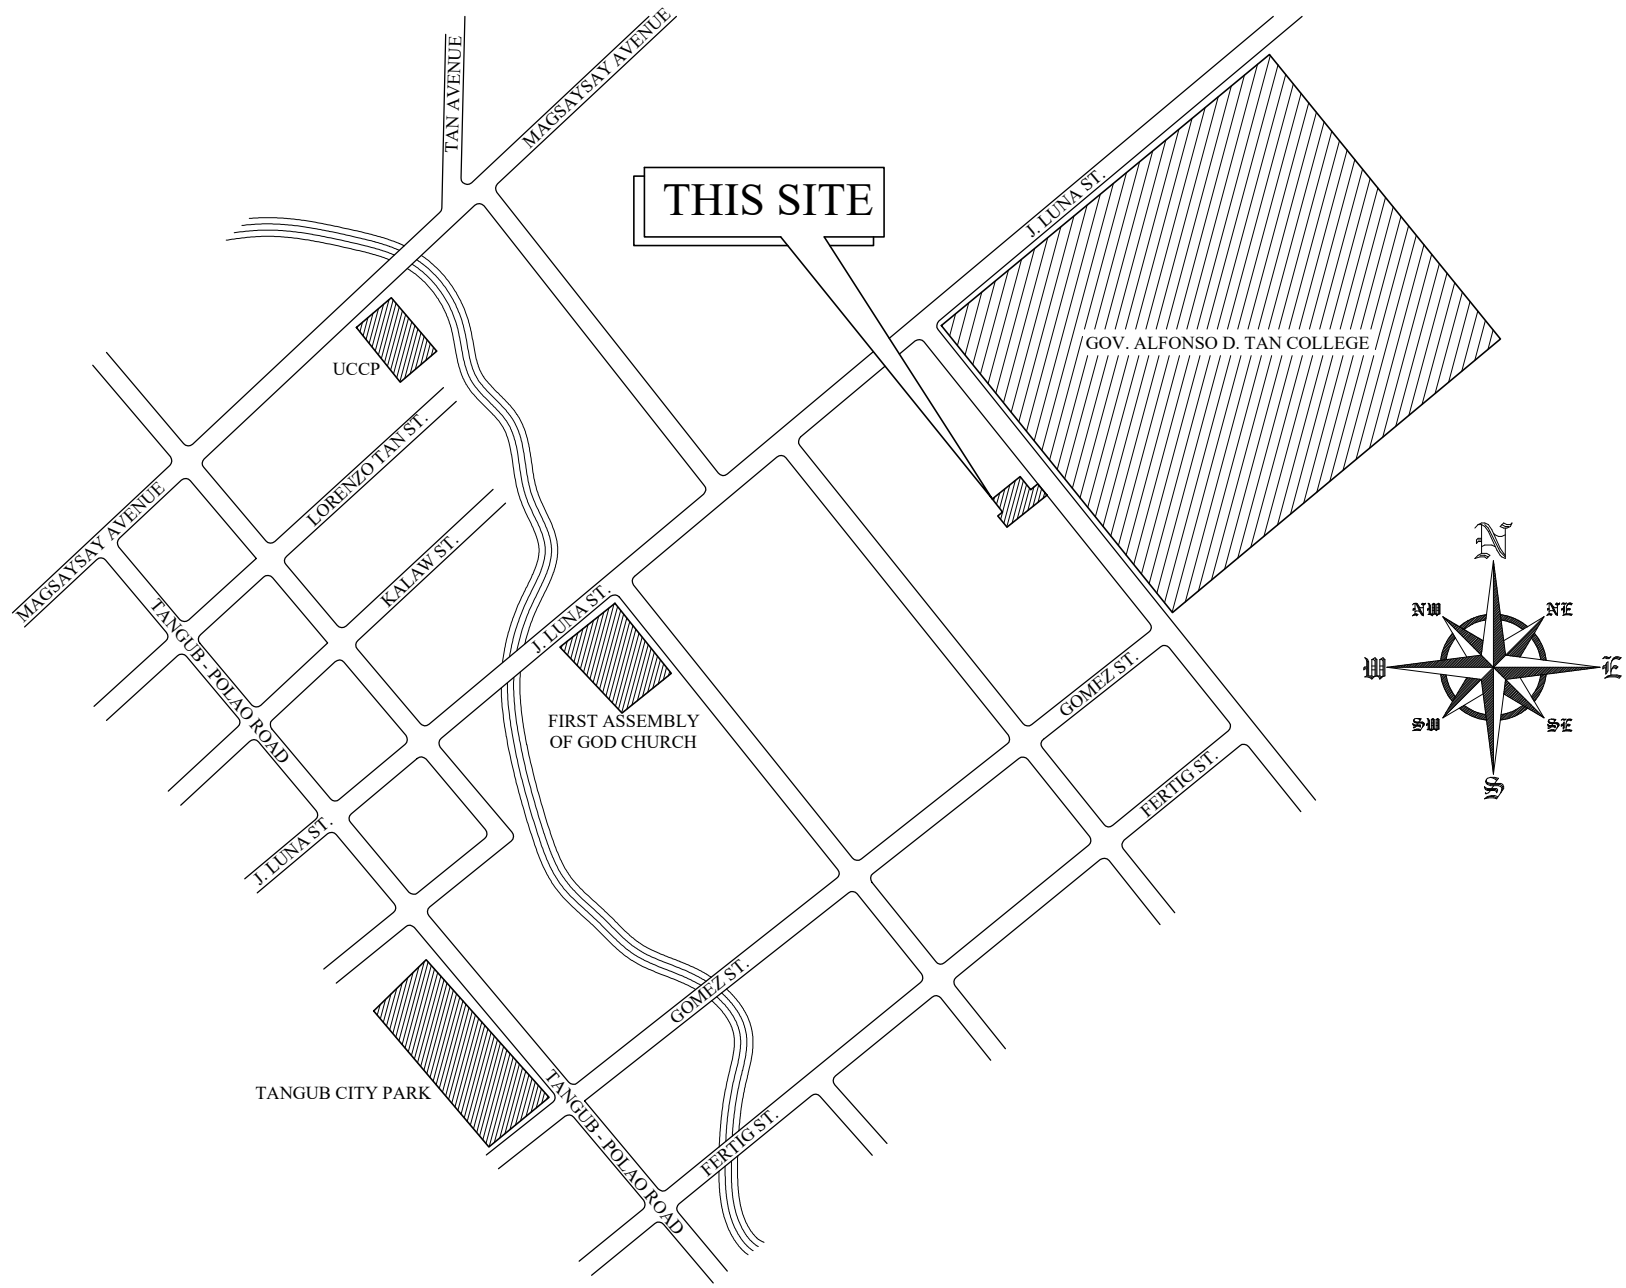 TAN AVENUE
MAGSAYSAY AVENUE
THIS SITE
J. LUNA ST.
GOV. ALFONSO D. TAN COLLEGE
UCCP
LORENZO TAN ST.
MAGSAYSAY AVENUE
KALAW ST.
TANGUB - POLAO ROAD
J. LUNA ST.
FIRST ASSEMBLY
OF GOD CHURCH
GOMEZ ST.
FERTIG ST.
N
NW
NE
W
E
SW
SE
S
J. LUNA ST.
GOMEZ ST.
TANGUB CITY PARK
TANGUB - POLAO ROAD
FERTIG ST.